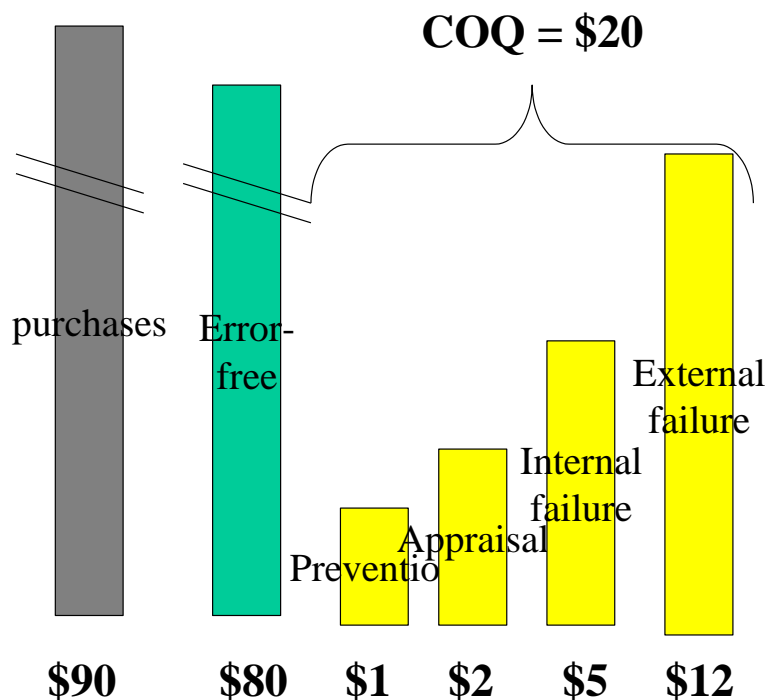 COQ = $20
purchases
Error-
free
Preventio
Appraisal
Internal
failure
External
failure
$90 $80 $1 $2 $5 $12